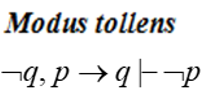 Modus tollens
¬q, p → q ⊢ ¬p